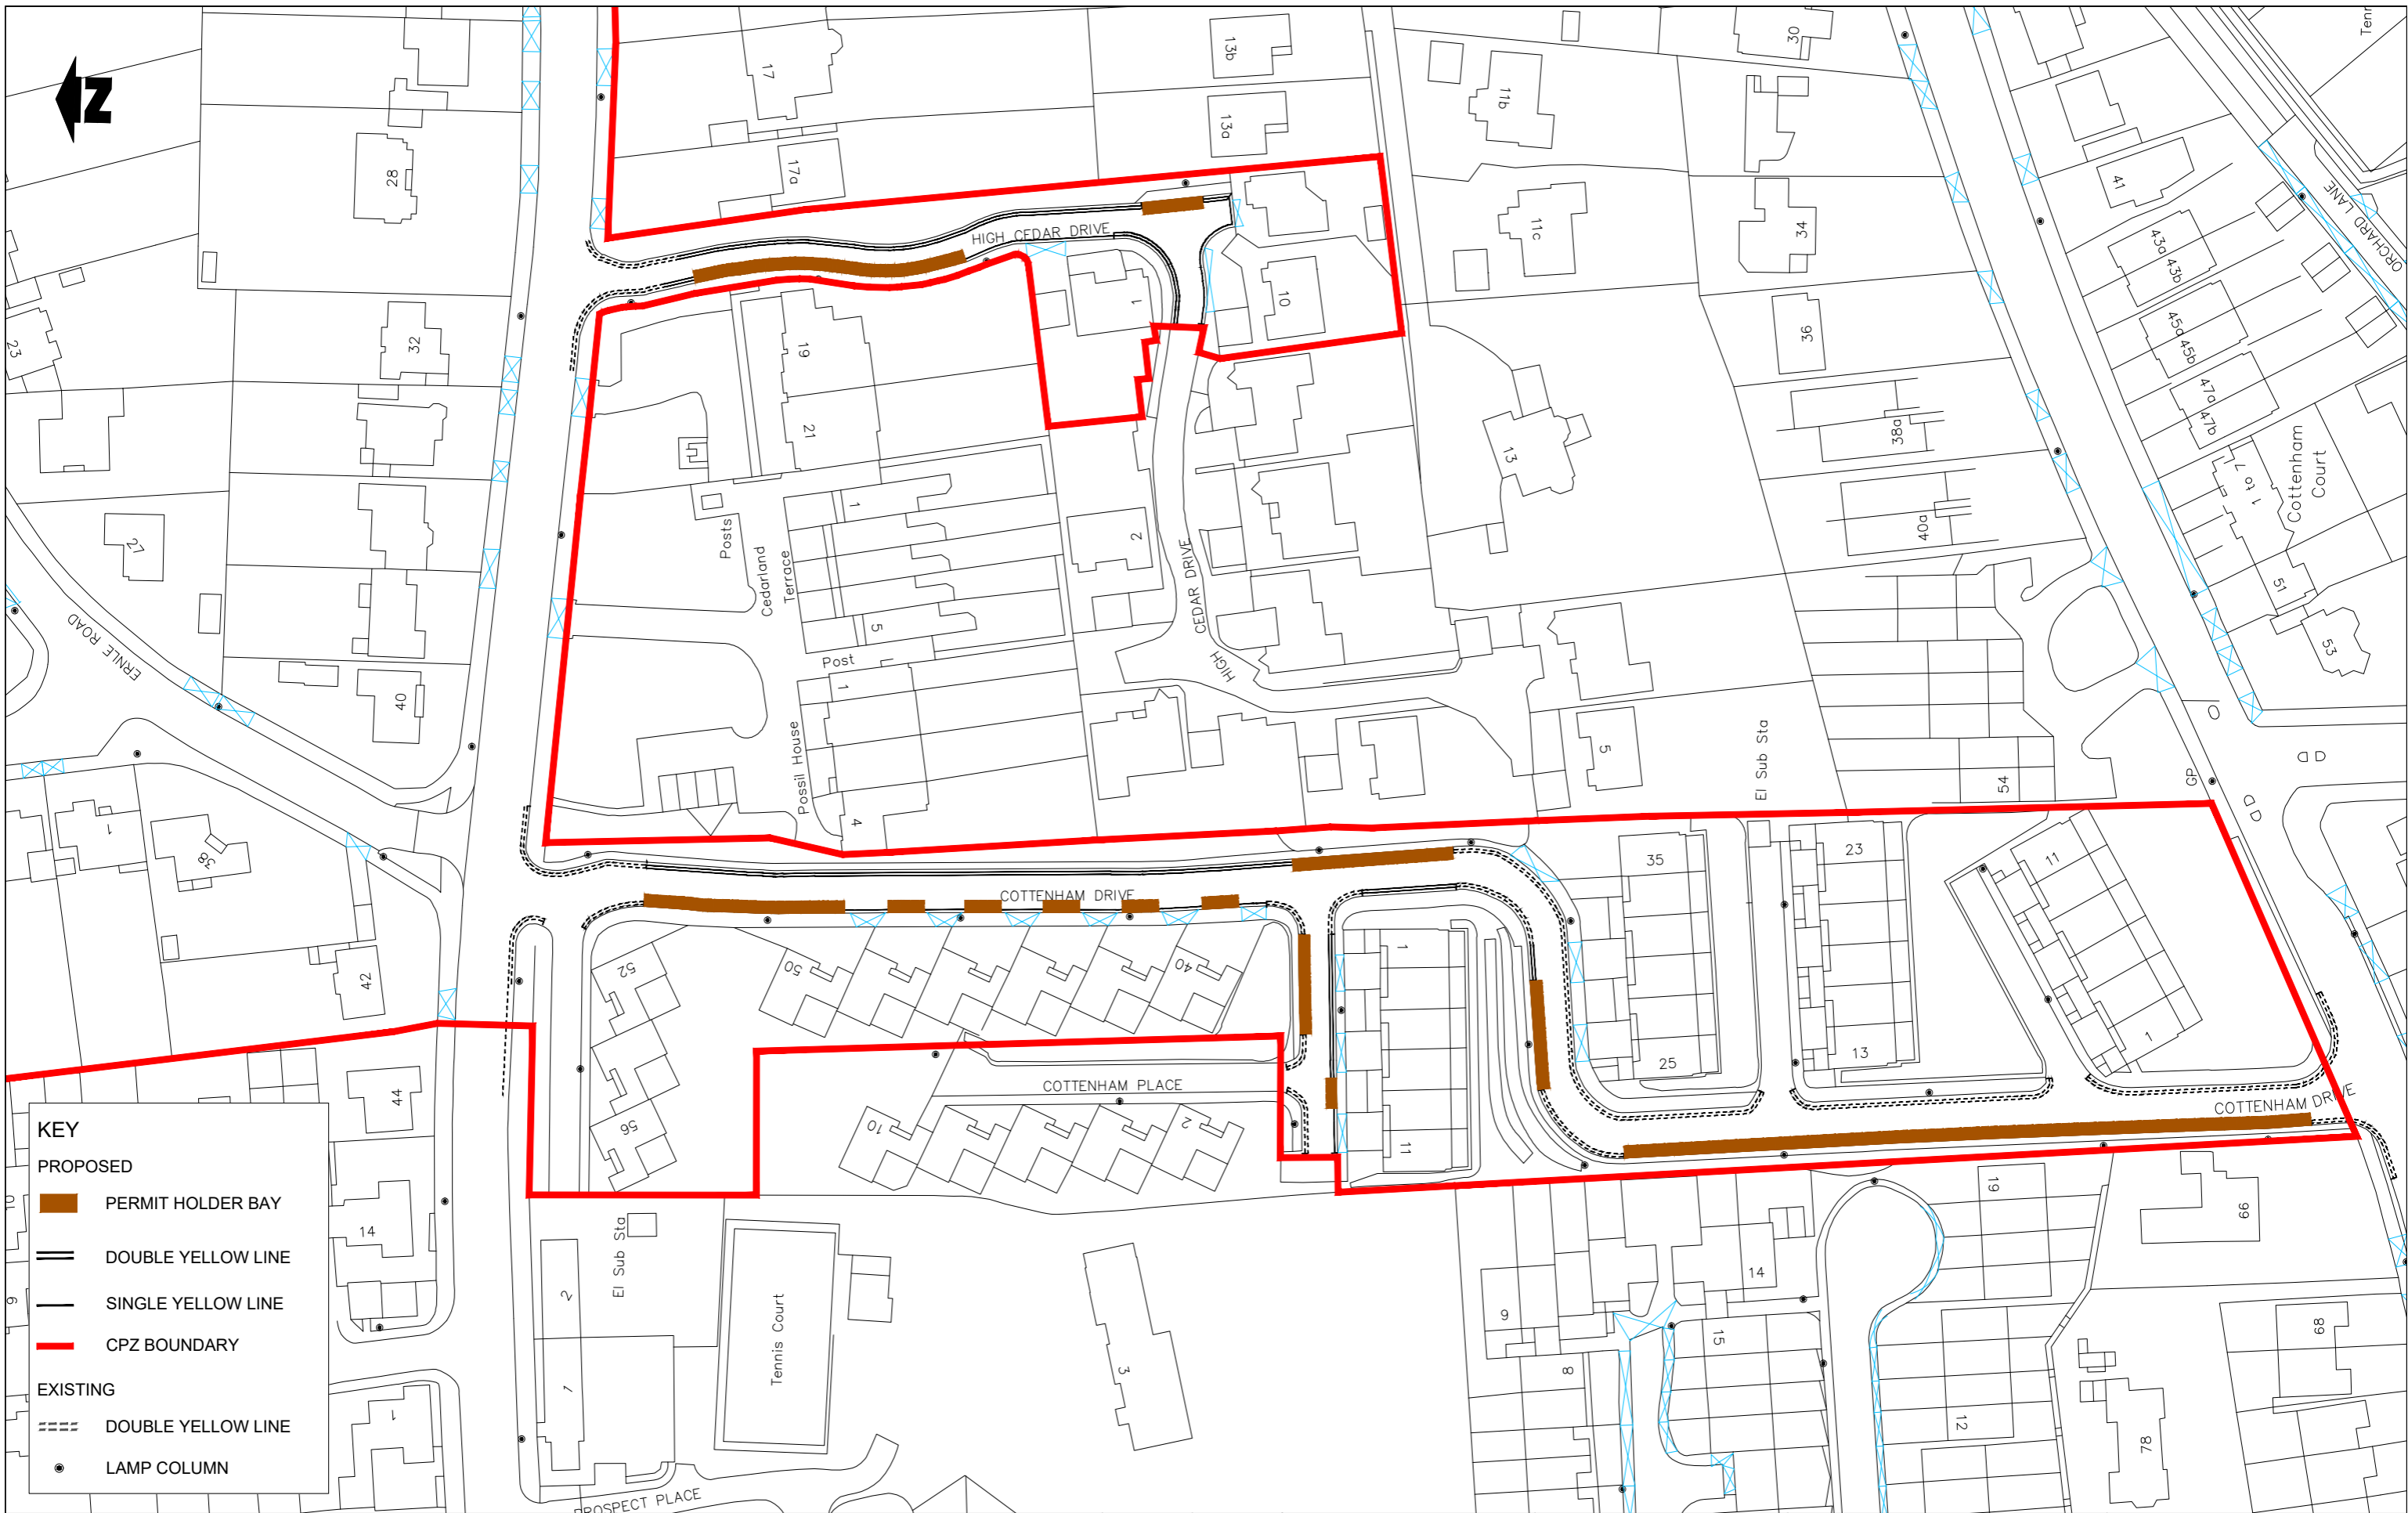 N
17
13b
30
Tenn
11b
13a
28
17a
41
ORCHARD LANE
11c
34
43a
43b
HIGH CEDAR DRIVE
10
1
23
32
19
36
45a
45b
47a
47b
21
38a
13
Cottenham
Court
1 to 7
Posts
1
27
2
40a
51
Cedarland
Terrace
CEDAR DRIVE
HIGH
5
53
ERNLE ROAD
Post
1
40
Possil House
5
El Sub Sta
54
GP
4
1
38
35
23
11
COTTENHAM DRIVE
52
50
40
1
42
25
13
1
COTTENHAM PLACE
44
56
10
2
11
COTTENHAM DRIVE
KEY
PROPOSED
PERMIT HOLDER BAY
DOUBLE YELLOW LINE
SINGLE YELLOW LINE
CPZ BOUNDARY
EXISTING
DOUBLE YELLOW LINE
LAMP COLUMN
14
El Sub Sta
2
1
Tennis Court
3
9
14
19
66
15
8
12
68
78
1
6
PROSPECT PLACE